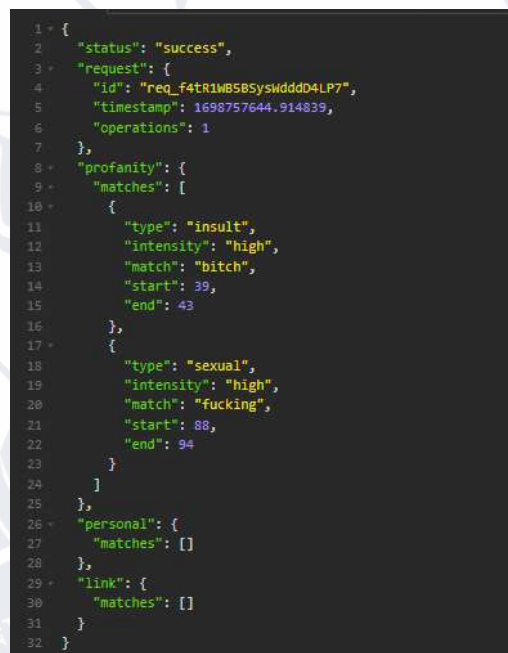 1 {
2 "status": "success",
3 "request": {
4 "id": "req_f4tR1WB5BSysWdddD4LP7",
5 "timestamp": 1698757644.914839,
6 "operations": 1
7 },
8 "profanity": {
9 "matches": [
10 {
11 "type": "insult",
12 "intensity": "high",
13 "match": "bitch",
14 "start": 39,
15 "end": 43
16 },
17 {
18 "type": "sexual",
19 "intensity": "high",
20 "match": "fucking",
21 "start": 88,
22 "end": 94
23 }
24 ]
25 },
26 "personal": {
27 "matches": []
28 },
29 "link": {
30 "matches": []
31 }
32 }